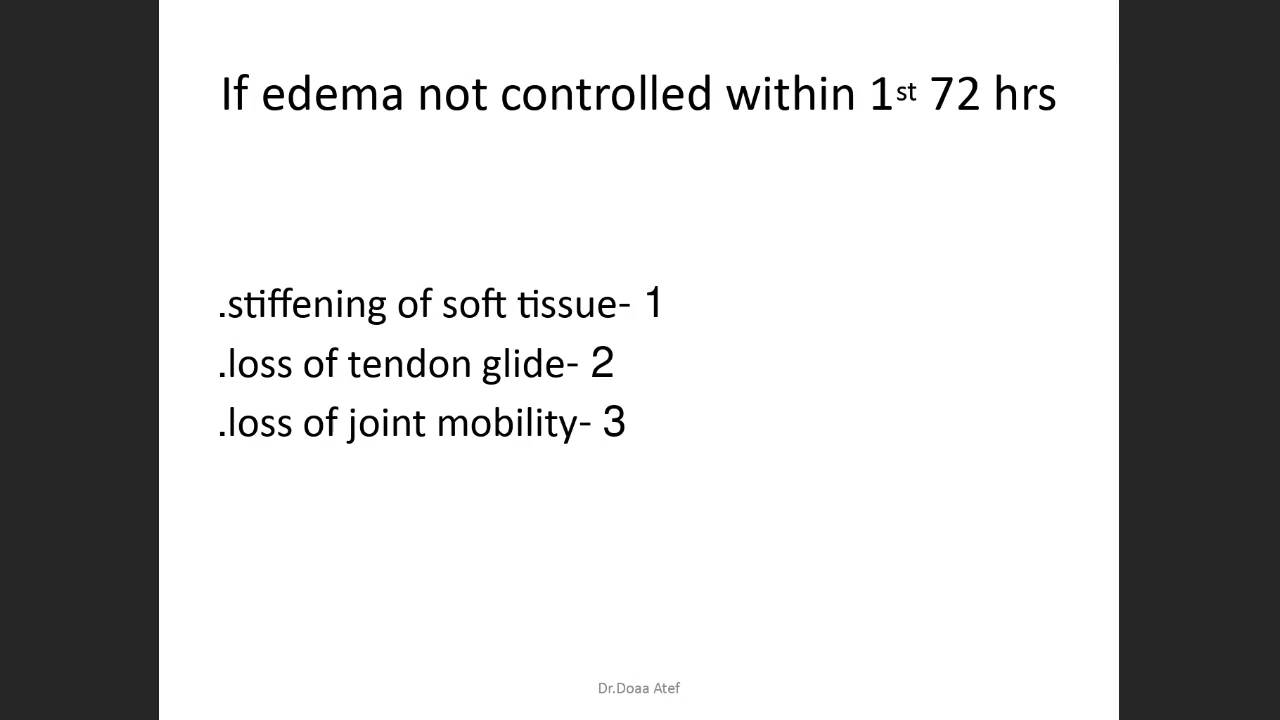 If edema not controlled within 1st 72 hrs
.stiffening of soft tissue- 1
.loss of tendon glide- 2
.loss of joint mobility- 3
Dr.Doaa Atef